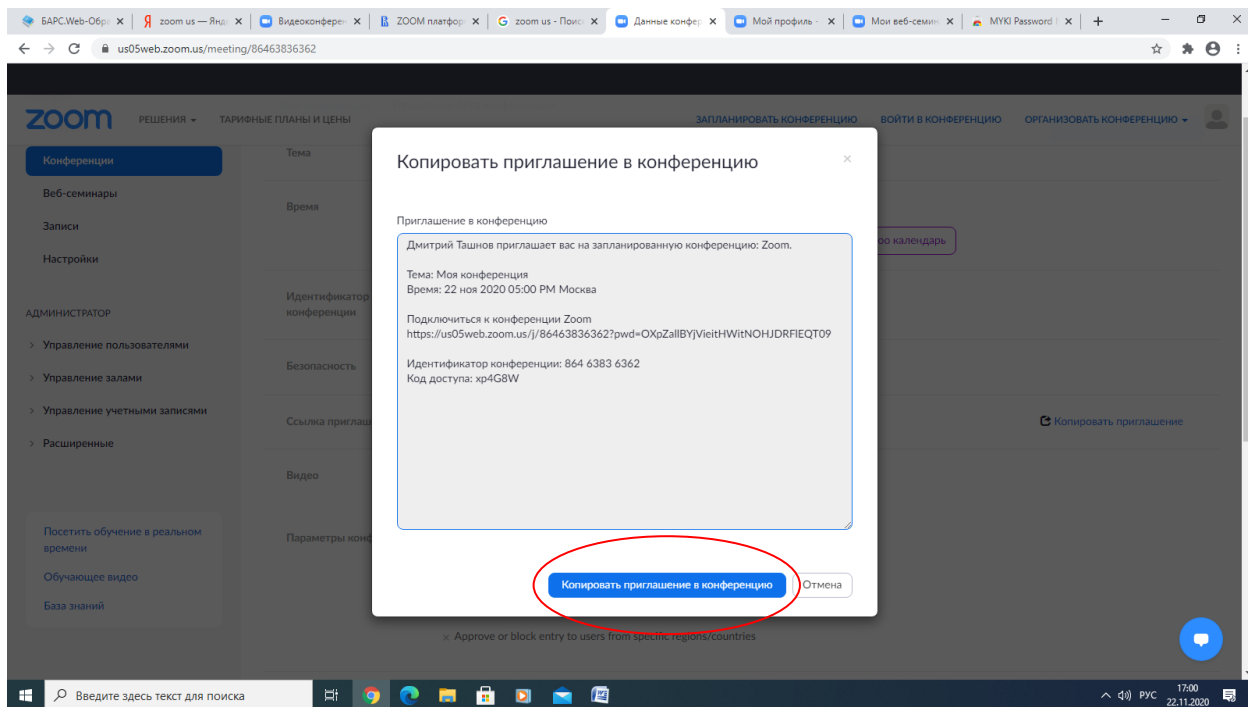 БАРС.Web-Обр
zoom us — Янд
Видеоконферен
ZOOM платфор
zoom us - Поис
Данные конфер
Мой профиль -
Мои веб-семин
MYKI Password
us05web.zoom.us/meeting/86463836362
zoom
РЕШЕНИЯ
ТАРИФНЫЕ ПЛАНЫ И ЦЕНЫ
ЗАПЛАНИРОВАТЬ КОНФЕРЕНЦИЮ
ВОЙТИ В КОНФЕРЕНЦИЮ
ОРГАНИЗОВАТЬ КОНФЕРЕНЦИЮ
Конференции
Веб-семинары
Записи
Настройки
АДМИНИСТРАТОР
Управление пользователями
Управление залами
Управление учетными записями
Расширенные
Посетить обучение в реальном
времени
Обучающее видео
База знаний
Тема
Время
Идентификатор
конференции
Безопасность
Ссылка приглаш
Видео
Параметры конф
оо календарь
Копировать приглашение
Копировать приглашение в конференцию
Приглашение в конференцию
Дмитрий Ташнов приглашает вас на запланированную конференцию: Zoom.
Тема: Моя конференция
Время: 22 ноя 2020 05:00 PM Москва
Подключиться к конференции Zoom
https://us05web.zoom.us/j/86463836362?pwd=OXpZallBYjVieitHWitNOHJDRFlEQT09
Идентификатор конференции: 864 6383 6362
Код доступа: xp4G8W
Копировать приглашение в конференцию
Отмена
Approve or block entry to users from specific regions/countries
Введите здесь текст для поиска
РУС
17:00
22.11.2020